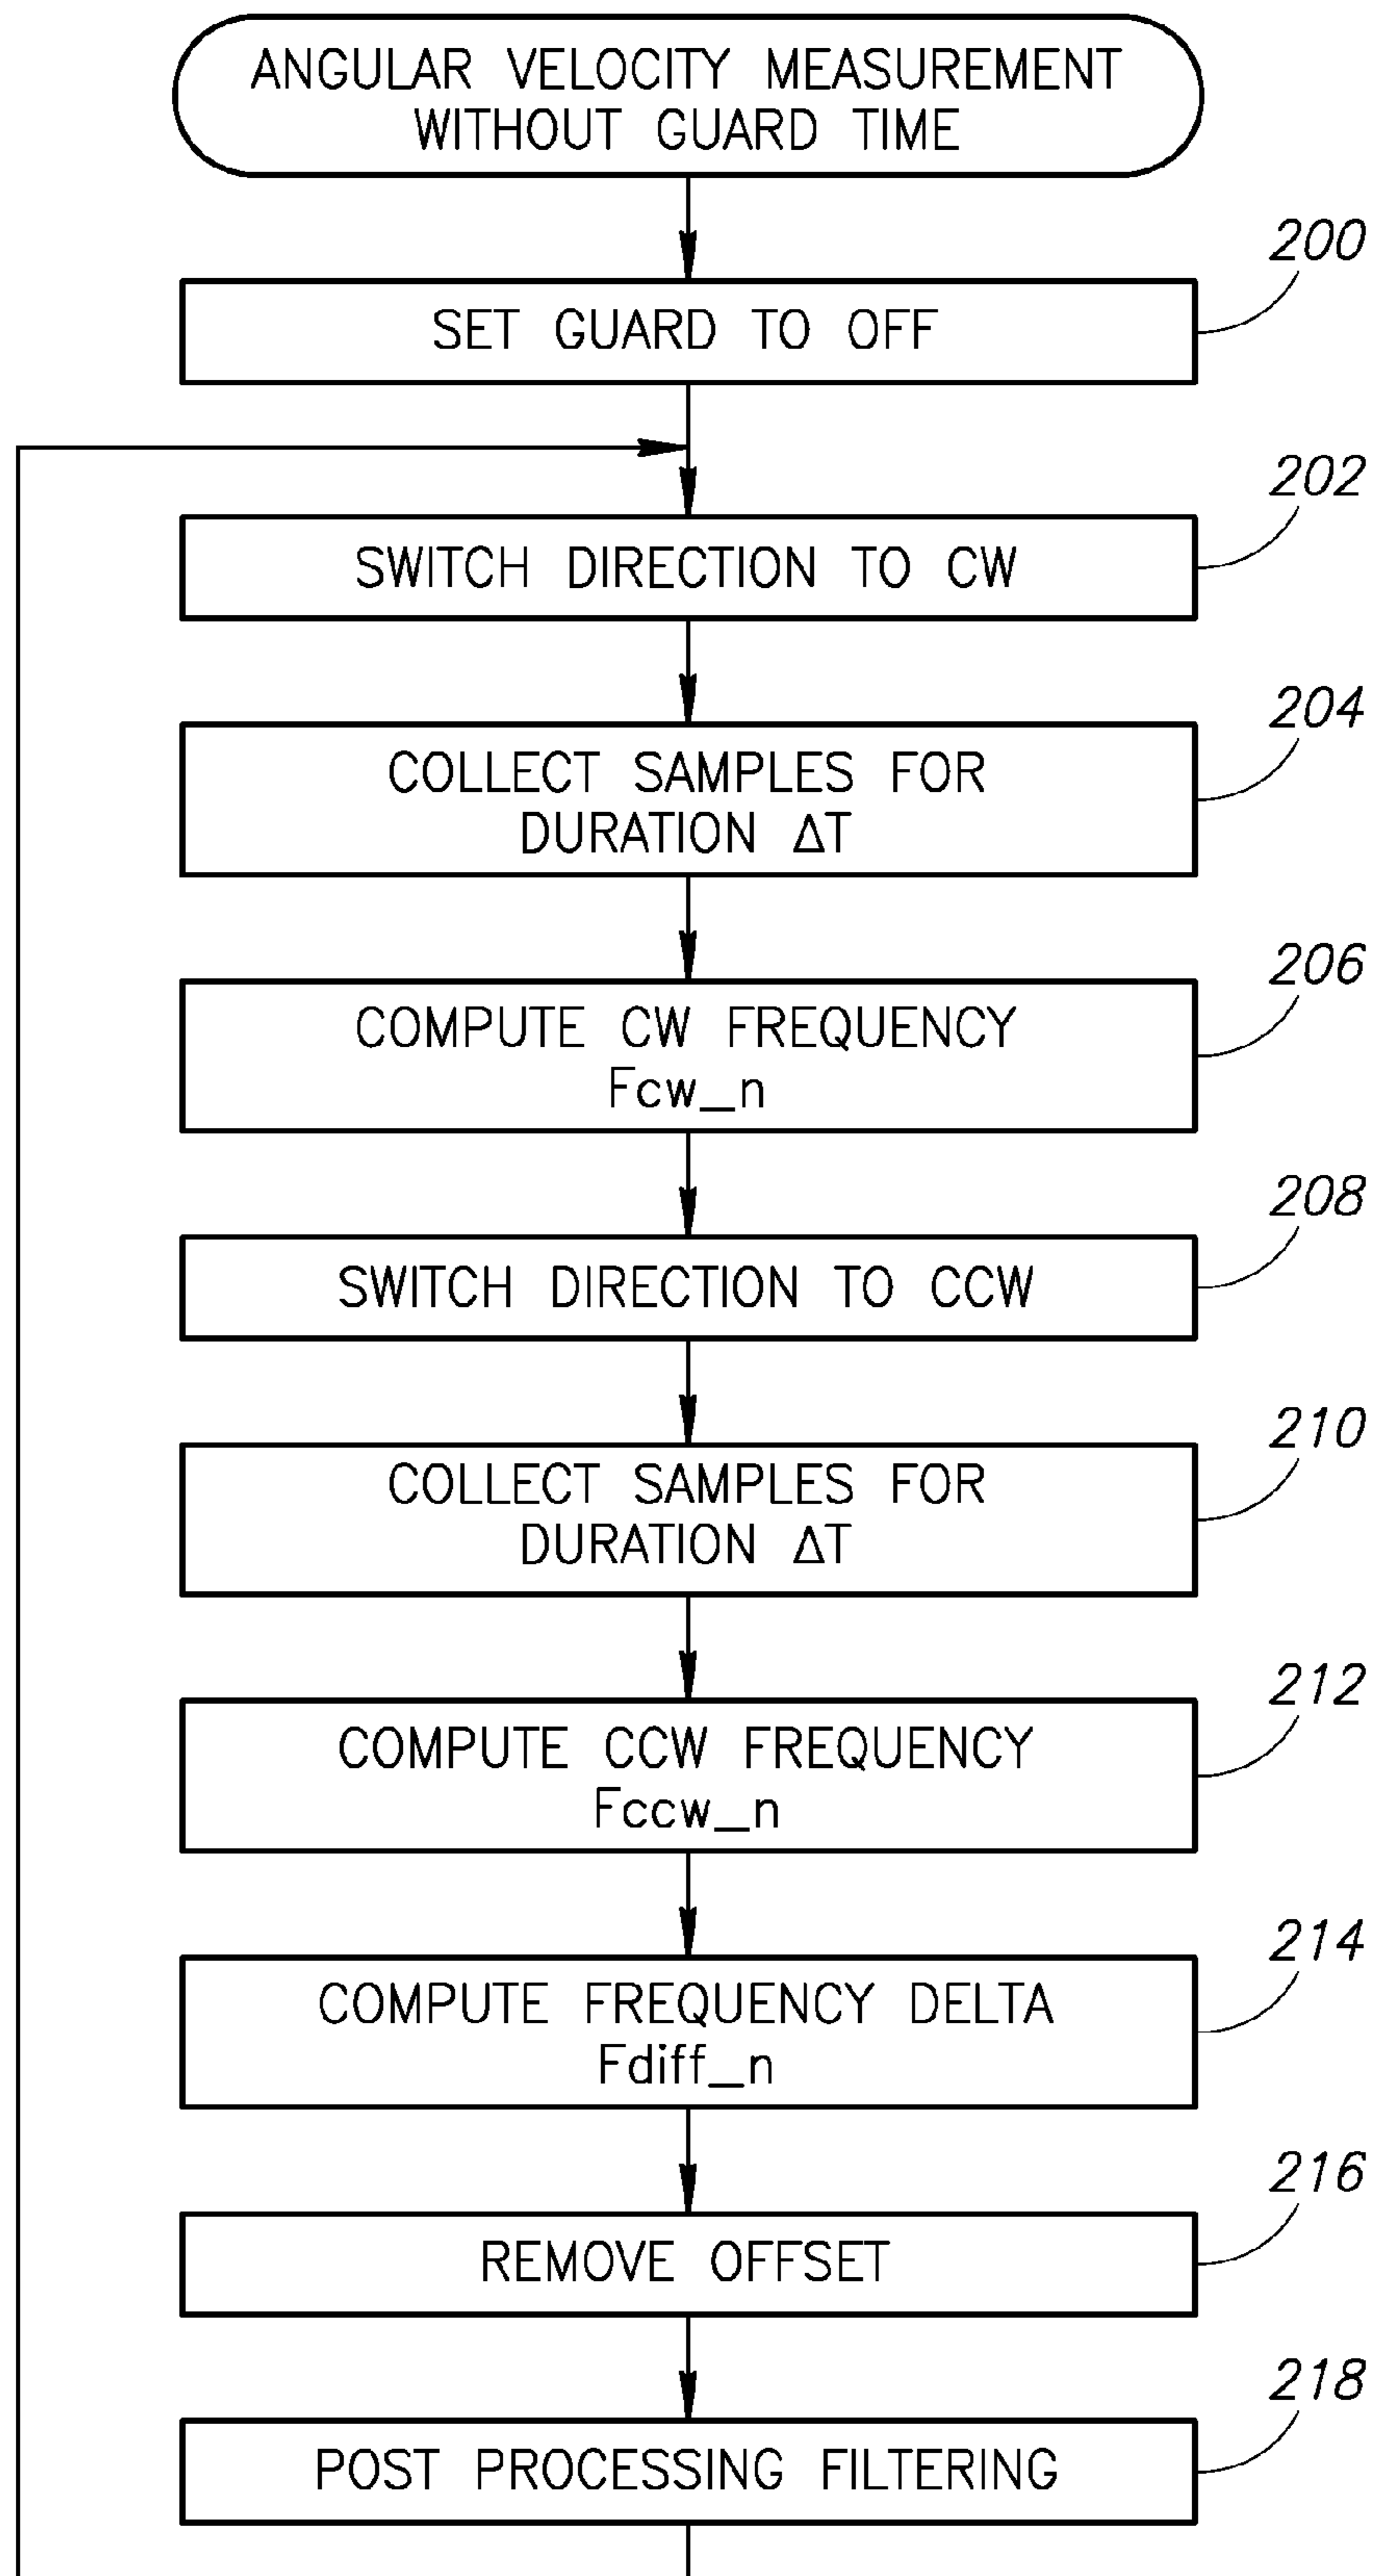 ANGULAR VELOCITY MEASUREMENT
WITHOUT GUARD TIME
200
SET GUARD TO OFF
202
SWITCH DIRECTION TO CW
204
COLLECT SAMPLES FOR
DURATION ΔT
206
COMPUTE CW FREQUENCY
Fcw_n
208
SWITCH DIRECTION TO CCW
210
COLLECT SAMPLES FOR
DURATION ΔT
212
COMPUTE CCW FREQUENCY
Fccw_n
214
COMPUTE FREQUENCY DELTA
Fdiff_n
216
REMOVE OFFSET
218
POST PROCESSING FILTERING